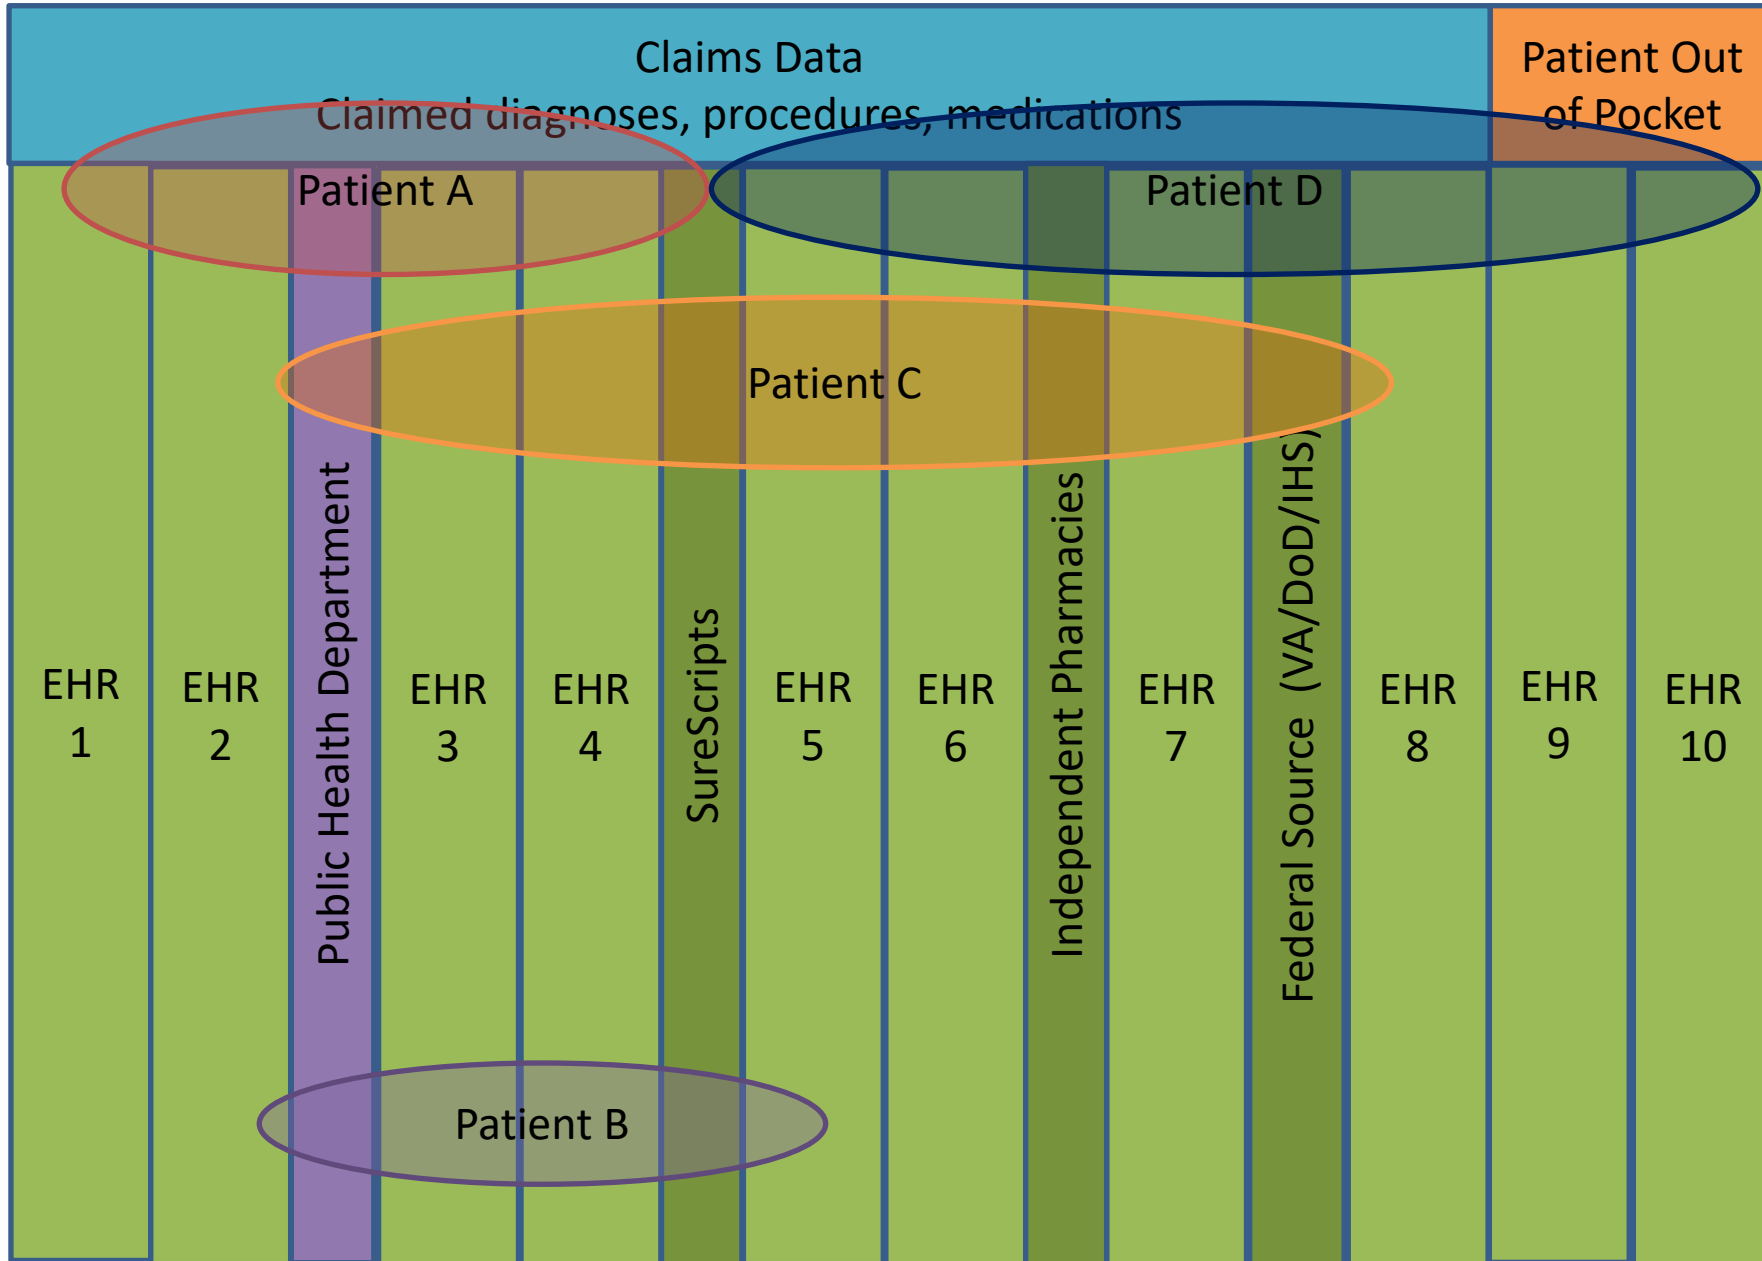 Claims Data
Claimed diagnoses, procedures, medications
Patient Out
of Pocket
Patient A
Patient D
Patient C
EHR
1
EHR
2
Public Health Department
EHR
3
EHR
4
SureScripts
EHR
5
EHR
6
Independent Pharmacies
EHR
7
Federal Source (VA/DoD/IHS)
EHR
8
EHR
9
EHR
10
Patient B